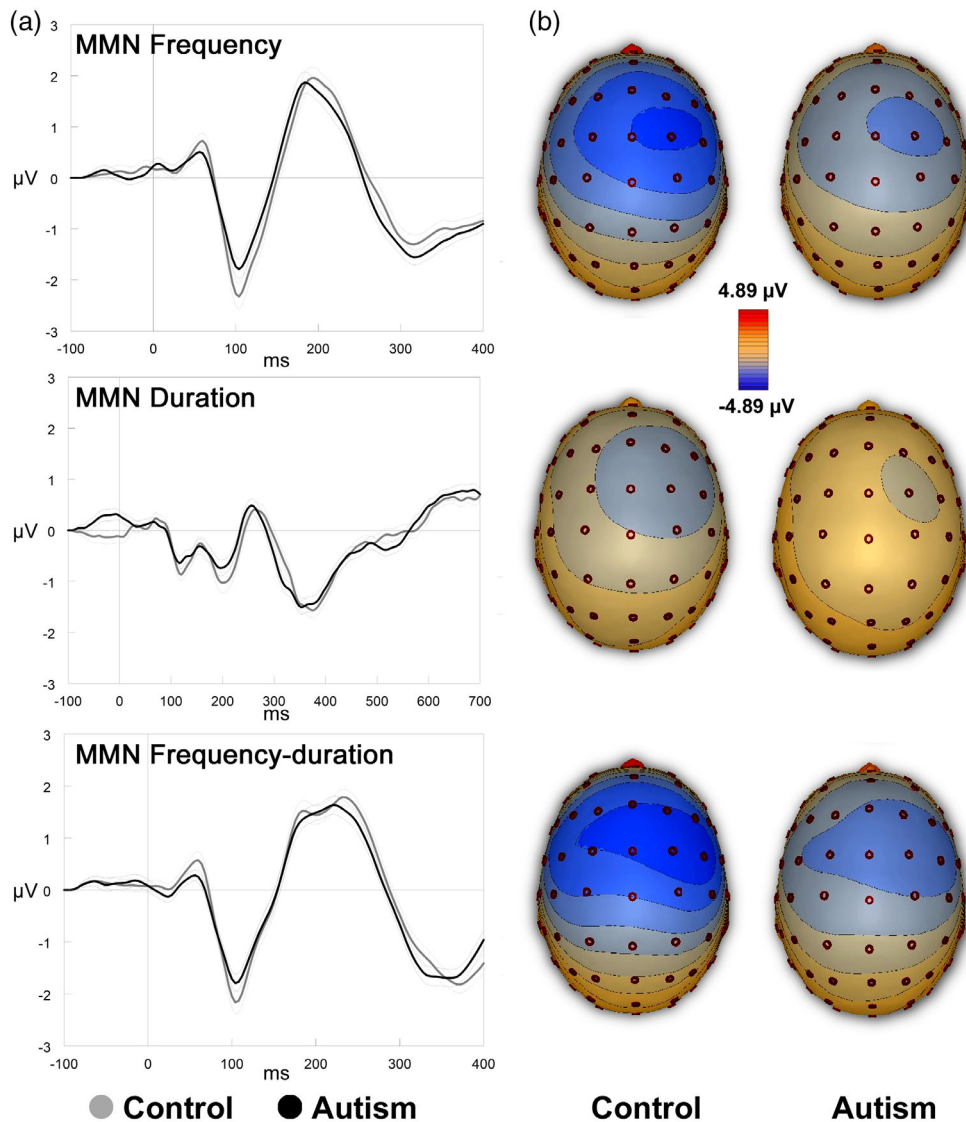 (a)
MMN Frequency
3
2
1
μV
0
-1
-2
-3
-100
0
100
200
300
400
ms
MMN Duration
3
2
1
μV
0
-1
-2
-3
-100
0
100
200
300
400
500
600
700
ms
MMN Frequency-duration
3
2
1
μV
0
-1
-2
-3
-100
0
100
200
300
400
ms
Control
Autism
(b)
4.89 μV
-4.89 μV
Control
Autism